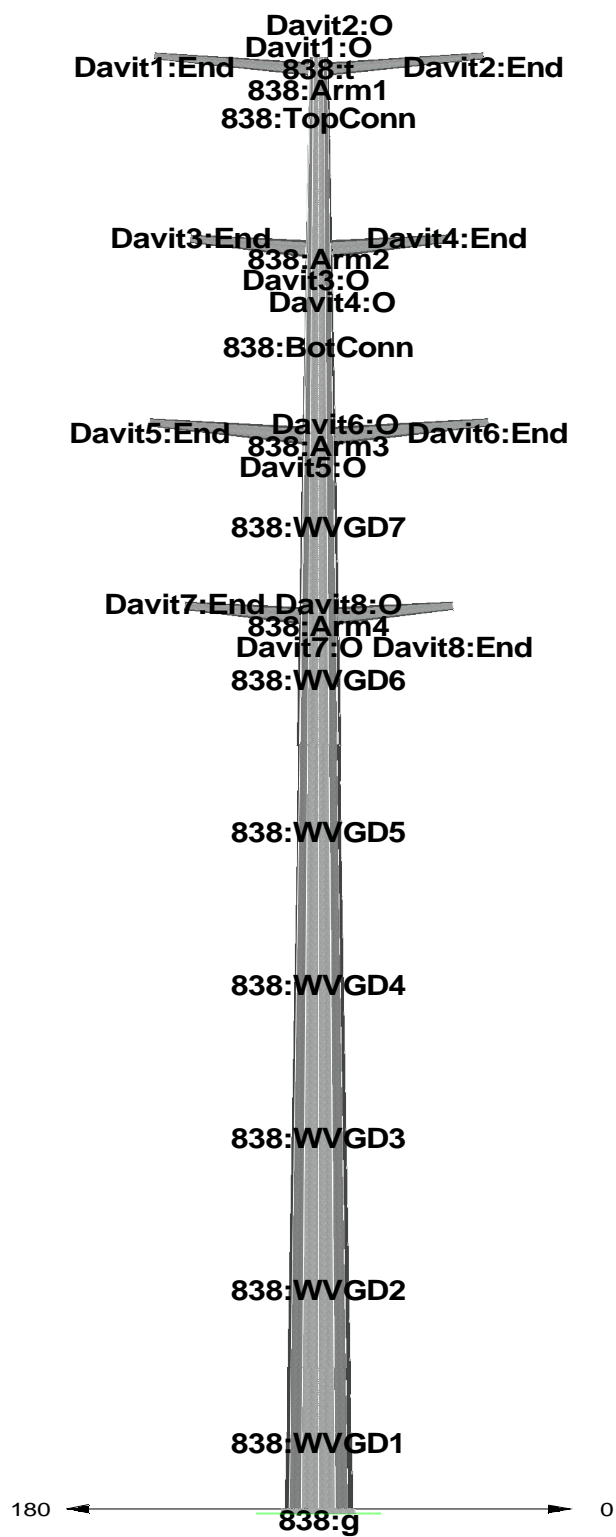 Davit2:O
Davit1:O
Davit1:End 838:t Davit2:End
838:Arm1
838:TopConn
Davit3:End Davit4:End
838:Arm2
Davit3:O
Davit4:O
838:BotConn
Davit6:O
Davit5:End Davit6:End
838:Arm3
Davit5:O
838:WVGD7
Davit7:End Davit8:O
838:Arm4
Davit7:O Davit8:End
838:WVGD6
838:WVGD5
838:WVGD4
838:WVGD3
838:WVGD2
838:WVGD1
180 0
838:g